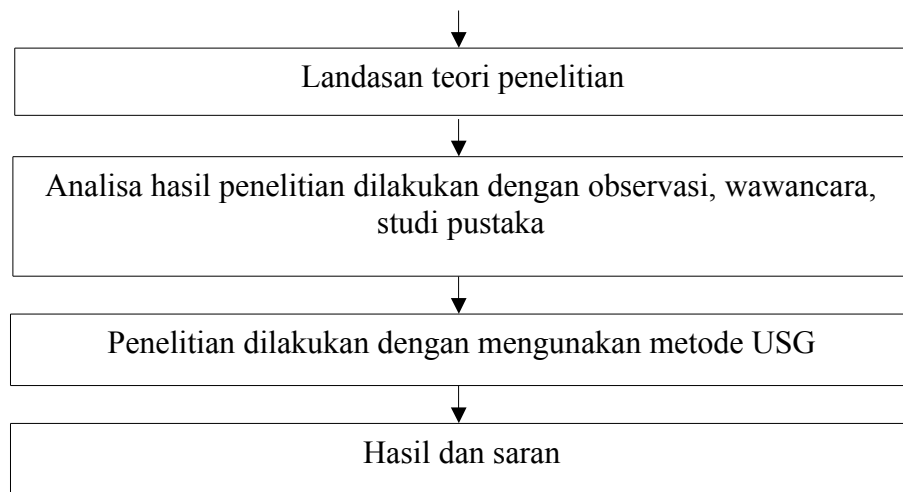 Landasan teori penelitian
Analisa hasil penelitian dilakukan dengan observasi, wawancara,
studi pustaka
Penelitian dilakukan dengan mengunakan metode USG
Hasil dan saran